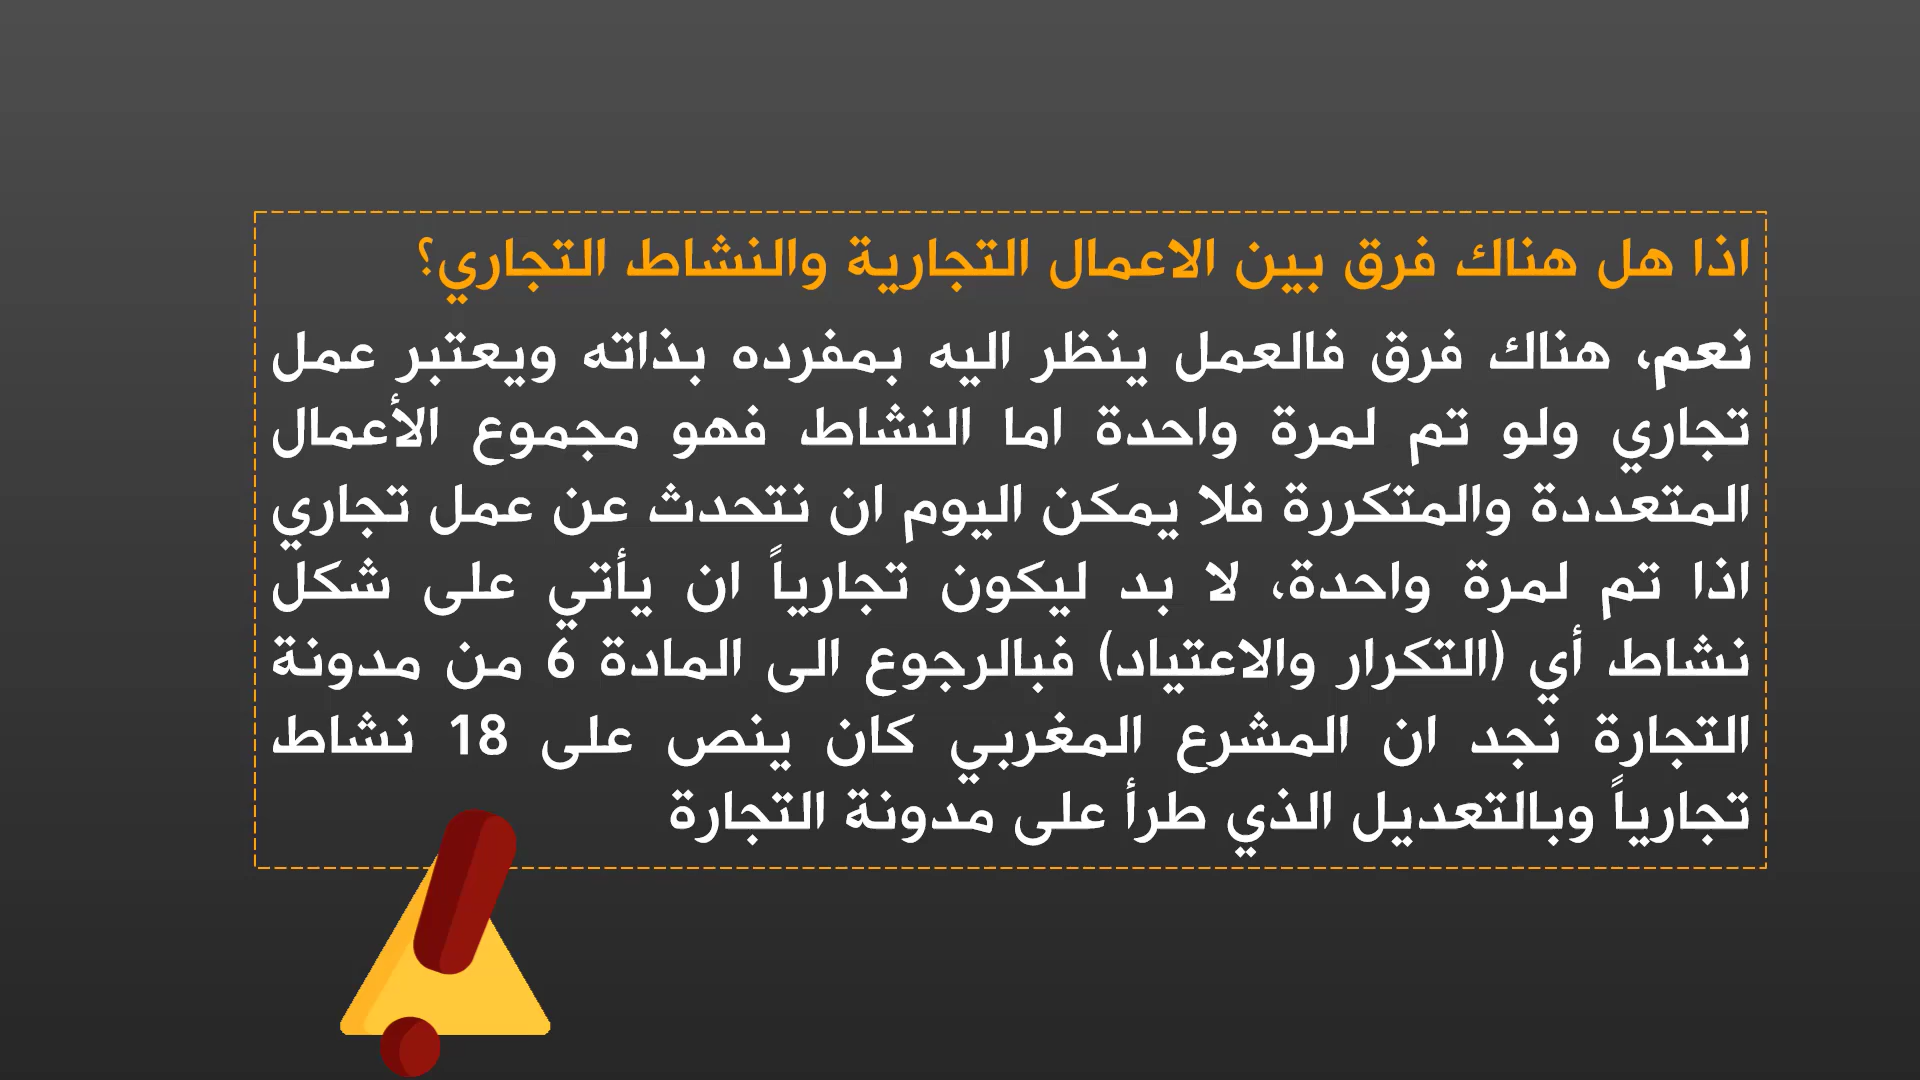 اذا هل هناك فرق بين الاعمال التجارية والنشاط التجاري؟
نعم، هناك فرق فالعمل ينظر اليه بمفرده بذاته ويعتبر عمل
تجاري ولو تم لمرة واحدة اما النشاط فهو مجموع الأعمال
المتعددة والمتكررة فلا يمكن اليوم ان نتحدث عن عمل تجاري
اذا تم لمرة واحدة، لا بد ليكون تجارياً ان يأتي على شكل
نشاط أي (التكرار والاعتياد) فبالرجوع الى المادة 6 من مدونة
التجارة نجد ان المشرع المغربي كان ينص على 18 نشاط
تجارياً وبالتعديل الذي طرأ على مدونة التجارة